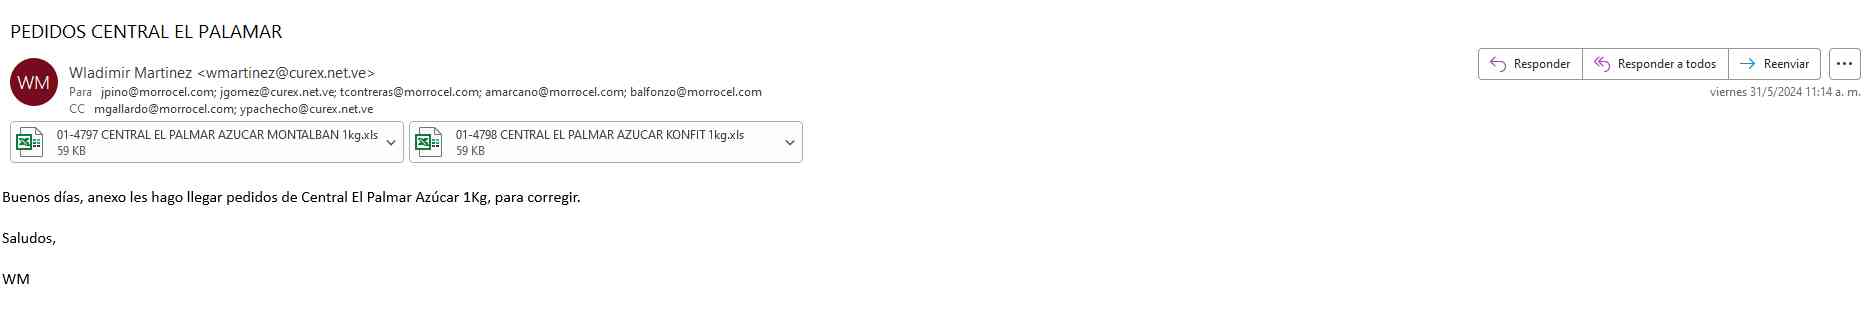 PEDIDOS CENTRAL EL PALAMAR
WM
Wladimir Martinez <wmartinez@curex.net.ve>
Para jpino@morrocel.com; jgomez@curex.net.ve; tcontreras@morrocel.com; amarcano@morrocel.com; balfonzo@morrocel.com
CC mgallardo@morrocel.com; ypachecho@curex.net.ve
Responder
Responder a todos
Reenviar
viernes 31/5/2024 11:14 a. m.
01-4797 CENTRAL EL PALMAR AZUCAR MONTALBAN 1kg.xls
59 KB
01-4798 CENTRAL EL PALMAR AZUCAR KONFIT 1kg.xls
59 KB
Buenos días, anexo les hago llegar pedidos de Central El Palmar Azúcar 1Kg, para corregir.
Saludos,
WM